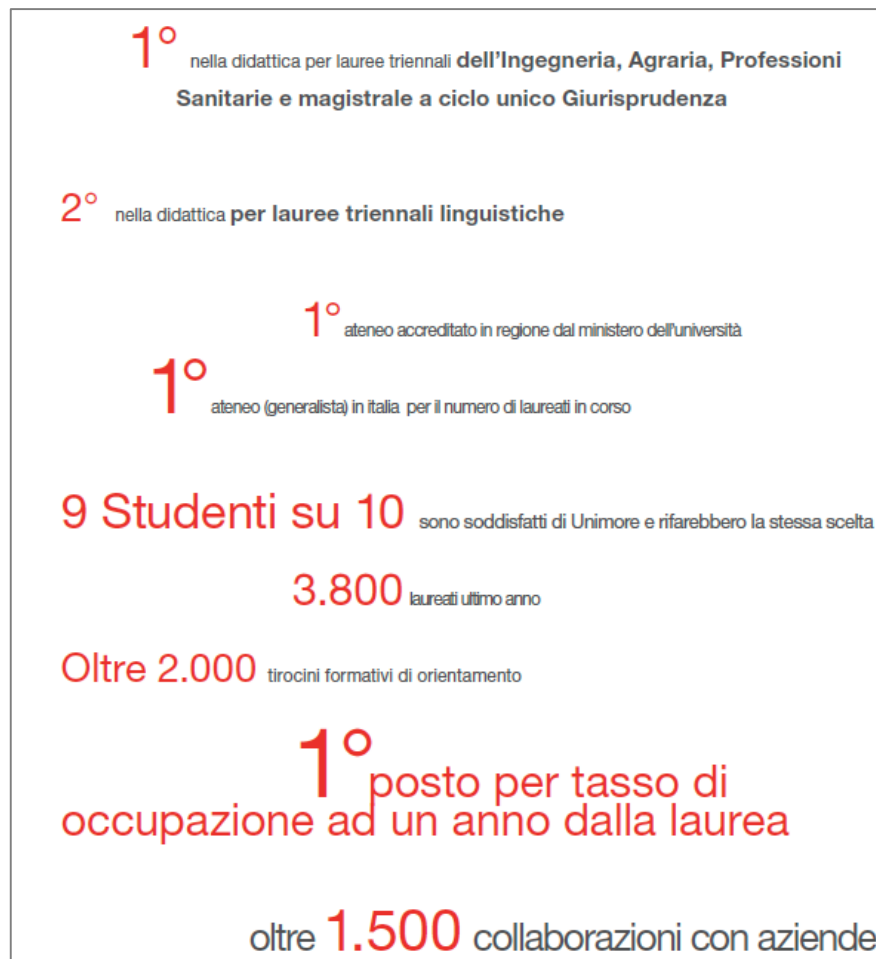 1° nella didattica per lauree triennali dell'Ingegneria, Agraria, Professioni
Sanitarie e magistrale a ciclo unico Giurisprudenza
2° nella didattica per lauree triennali linguistiche
1° ateneo accreditato in regione dal ministero dell'università
1° ateneo (generalista) in italia per il numero di laureati in corso
9 Studenti su 10 sono soddisfatti di Unimore e rifarebbero la stessa scelta
3.800 laureati ultimo anno
Oltre 2.000 tirocini formativi di orientamento
1° posto per tasso di
occupazione ad un anno dalla laurea
oltre 1.500 collaborazioni con aziende